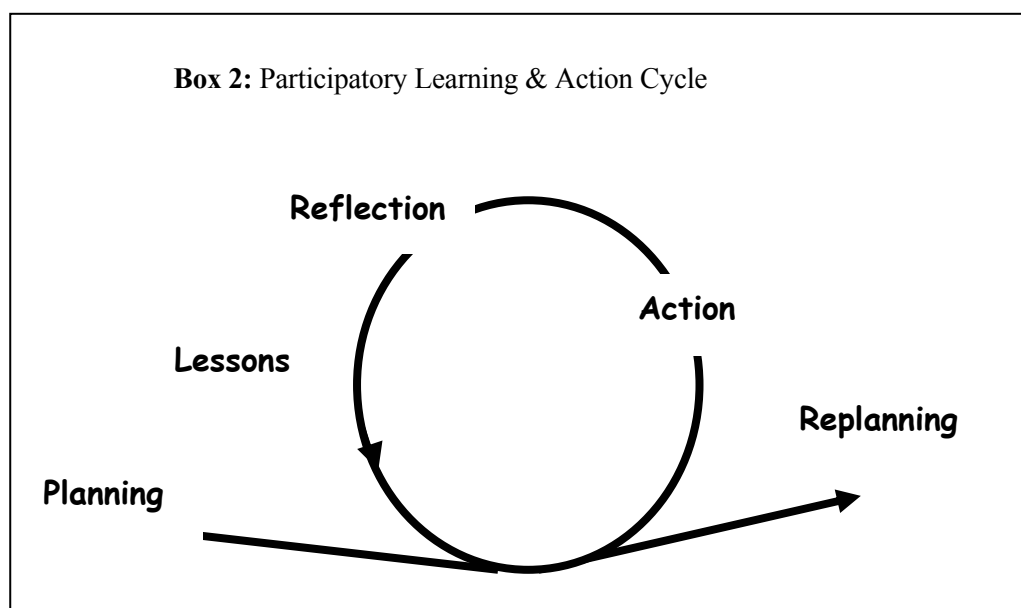 Box 2: Participatory Learning & Action Cycle
Reflection
Action
Lessons
Replanning
Planning